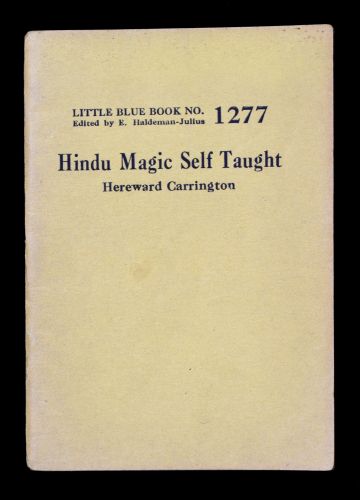 LITTLE BLUE BOOK NO. 1277
Edited by E. Haldeman-Julius
Hindu Magic Self Taught
Hereward Carrington